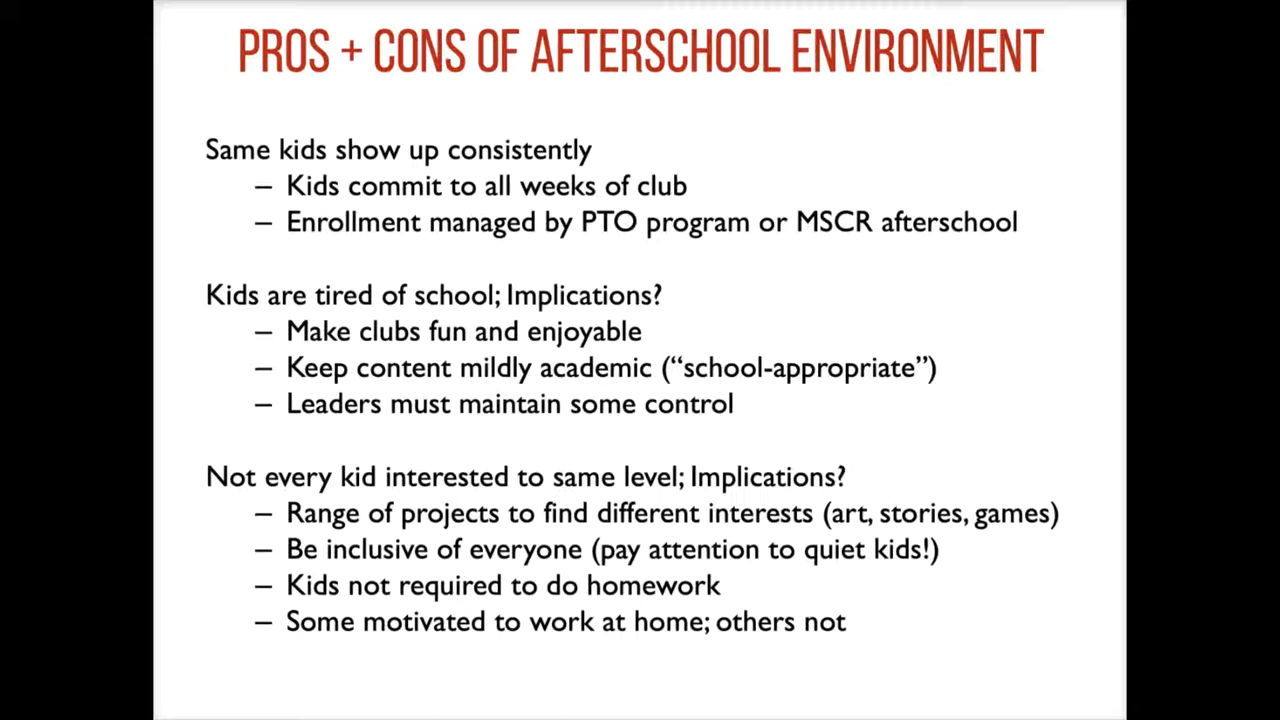 PROS + CONS OF AFTERSCHOOL ENVIRONMENT
Same kids show up consistently
– Kids commit to all weeks of club
– Enrollment managed by PTO program or MSCR afterschool
Kids are tired of school; Implications?
– Make clubs fun and enjoyable
– Keep content mildly academic (“school-appropriate”)
– Leaders must maintain some control
Not every kid interested to same level; Implications?
– Range of projects to find different interests (art, stories, games)
– Be inclusive of everyone (pay attention to quiet kids!)
– Kids not required to do homework
– Some motivated to work at home; others not